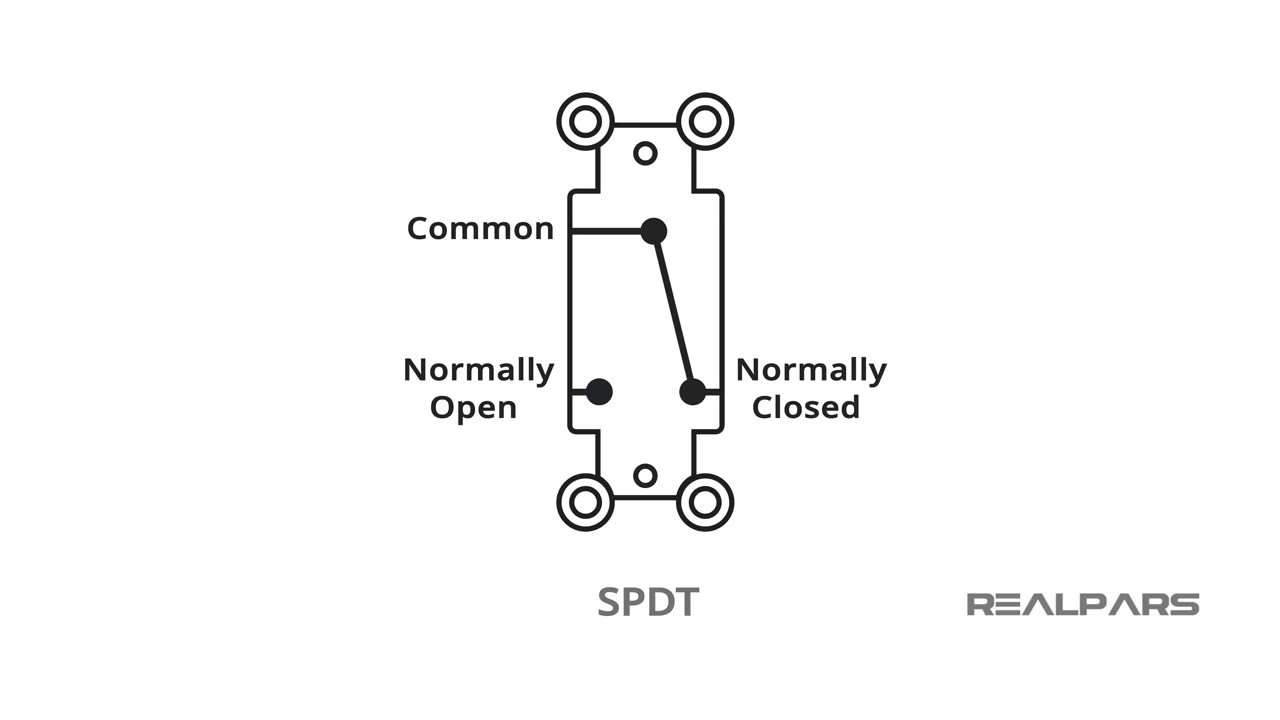 Common
Normally
Open
Normally
Closed
SPDT
REALPARS